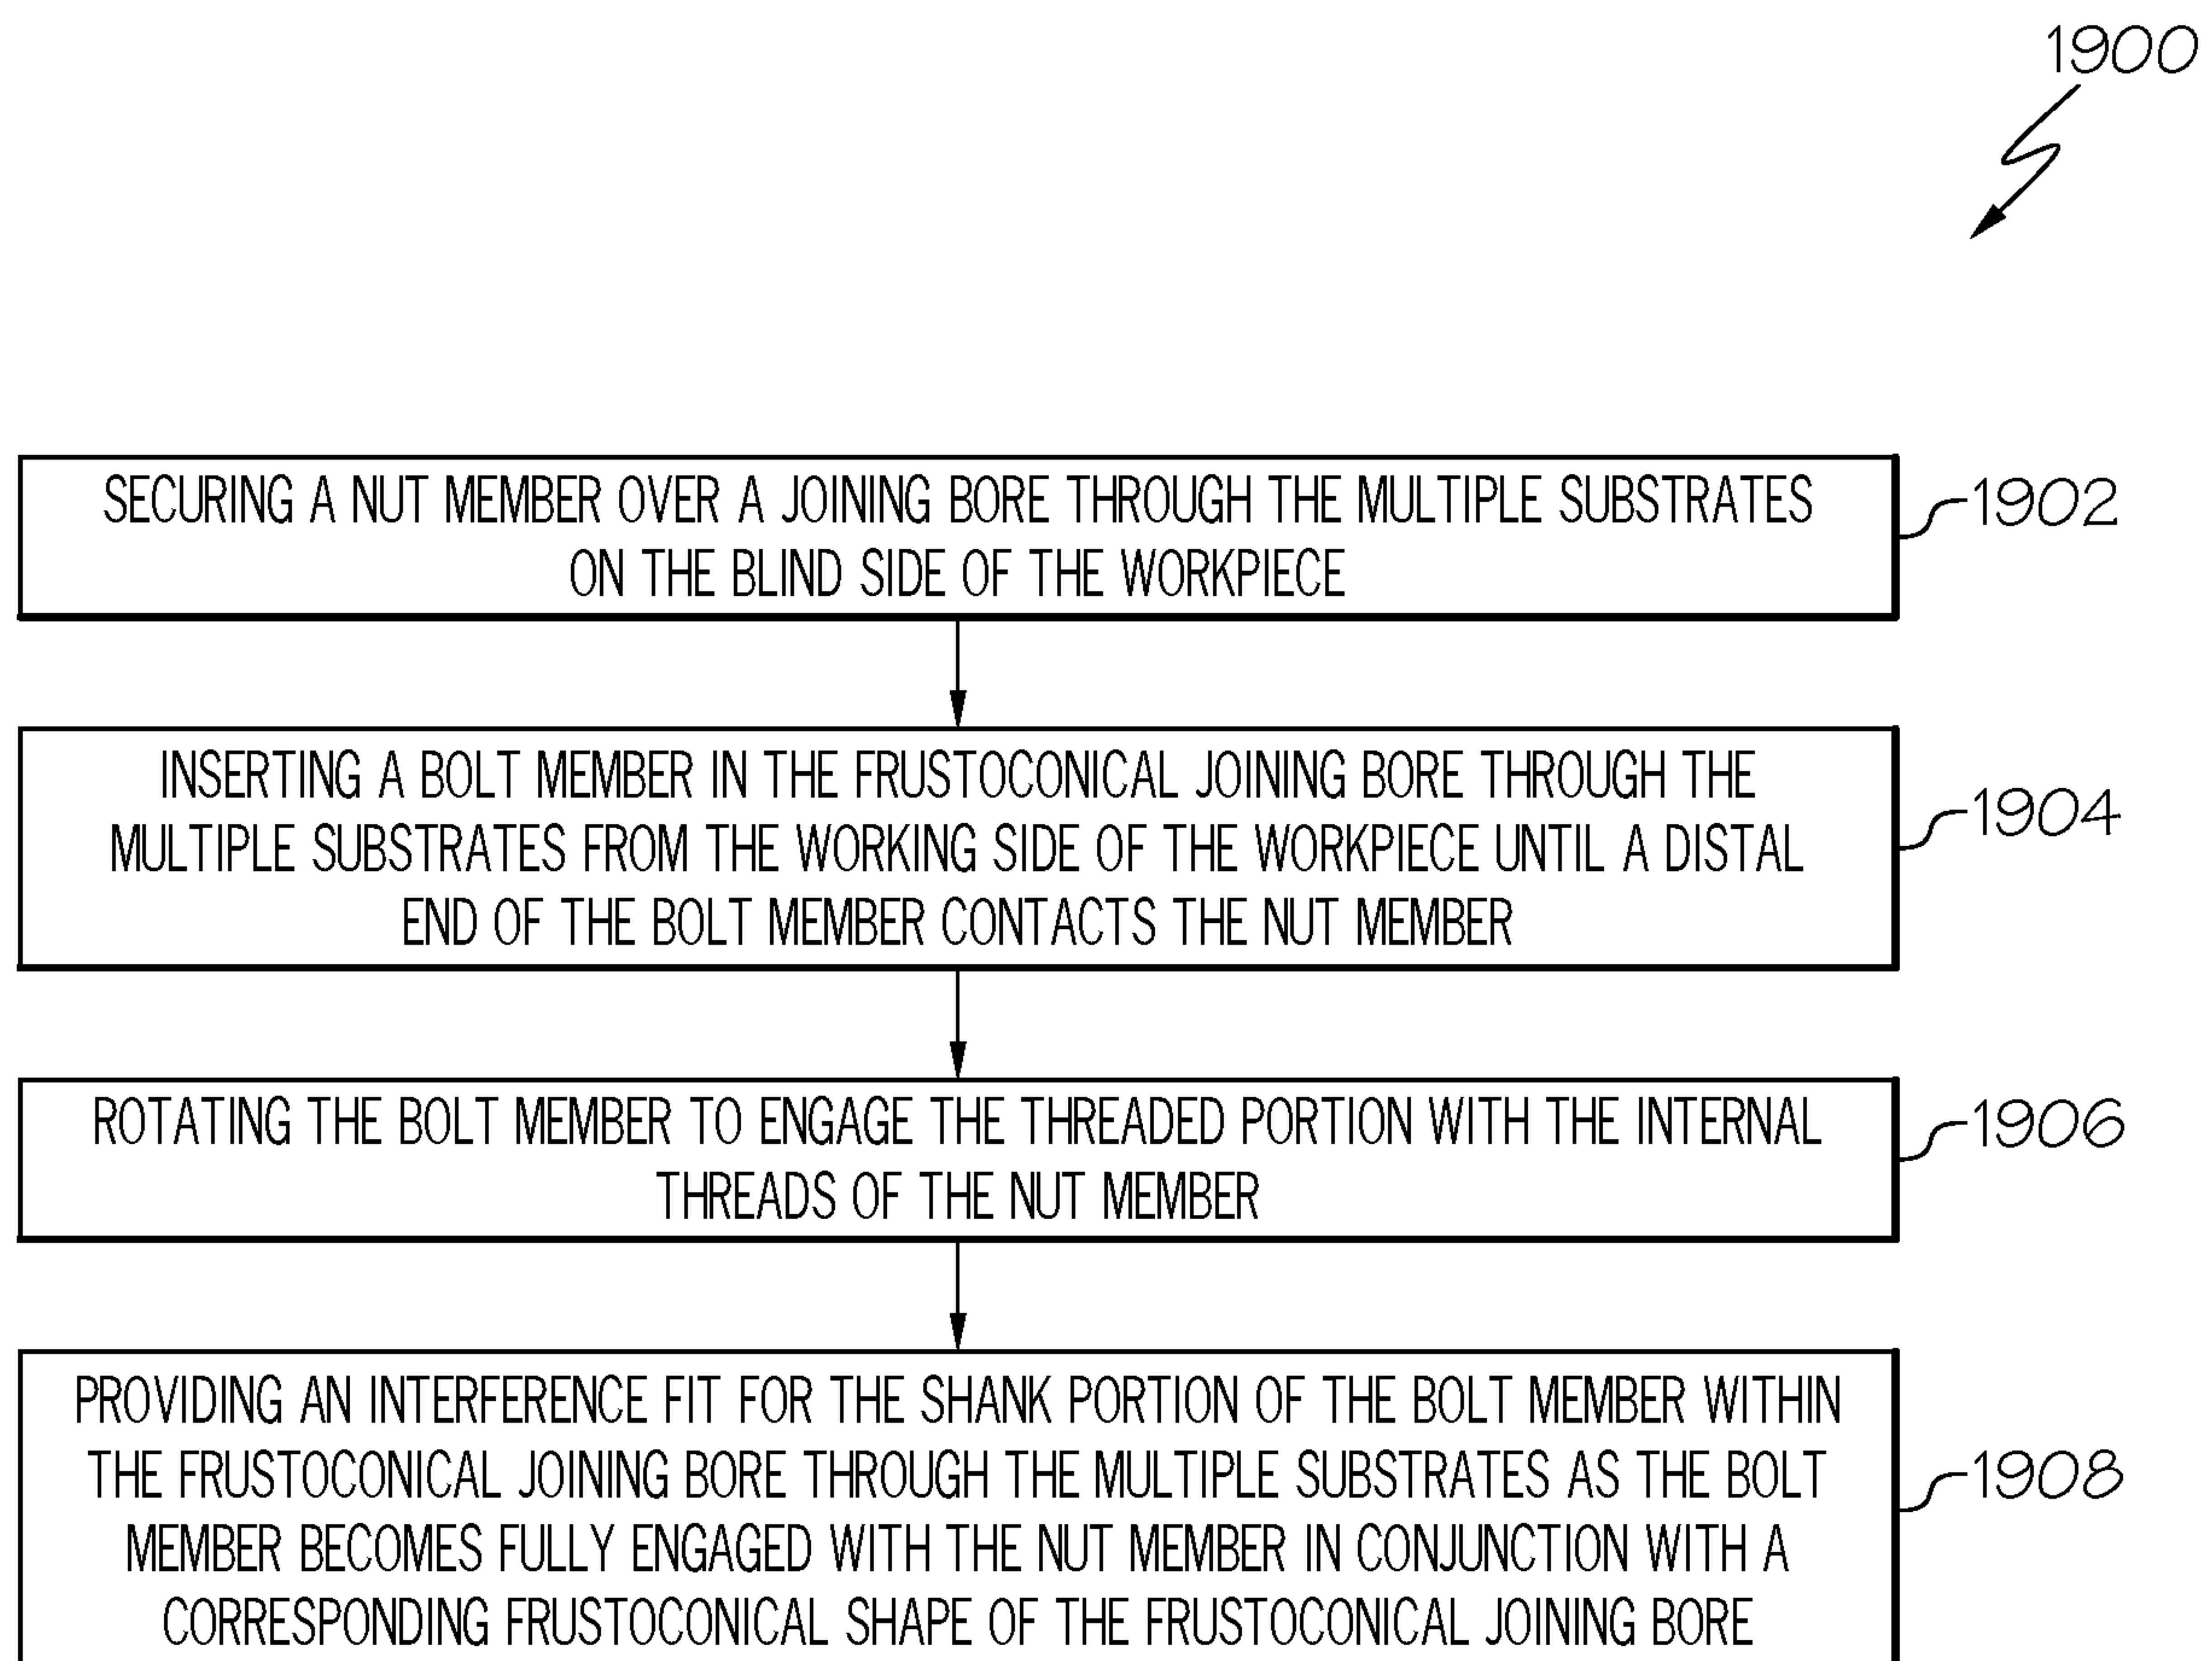 1900
SECURING A NUT MEMBER OVER A JOINING BORE THROUGH THE MULTIPLE SUBSTRATES
ON THE BLIND SIDE OF THE WORKPIECE
1902
INSERTING A BOLT MEMBER IN THE FRUSTOCONICAL JOINING BORE THROUGH THE
MULTIPLE SUBSTRATES FROM THE WORKING SIDE OF THE WORKPIECE UNTIL A DISTAL
END OF THE BOLT MEMBER CONTACTS THE NUT MEMBER
1904
ROTATING THE BOLT MEMBER TO ENGAGE THE THREADED PORTION WITH THE INTERNAL
THREADS OF THE NUT MEMBER
1906
PROVIDING AN INTERFERENCE FIT FOR THE SHANK PORTION OF THE BOLT MEMBER WITHIN
THE FRUSTOCONICAL JOINING BORE THROUGH THE MULTIPLE SUBSTRATES AS THE BOLT
MEMBER BECOMES FULLY ENGAGED WITH THE NUT MEMBER IN CONJUNCTION WITH A
CORRESPONDING FRUSTOCONICAL SHAPE OF THE FRUSTOCONICAL JOINING BORE
1908